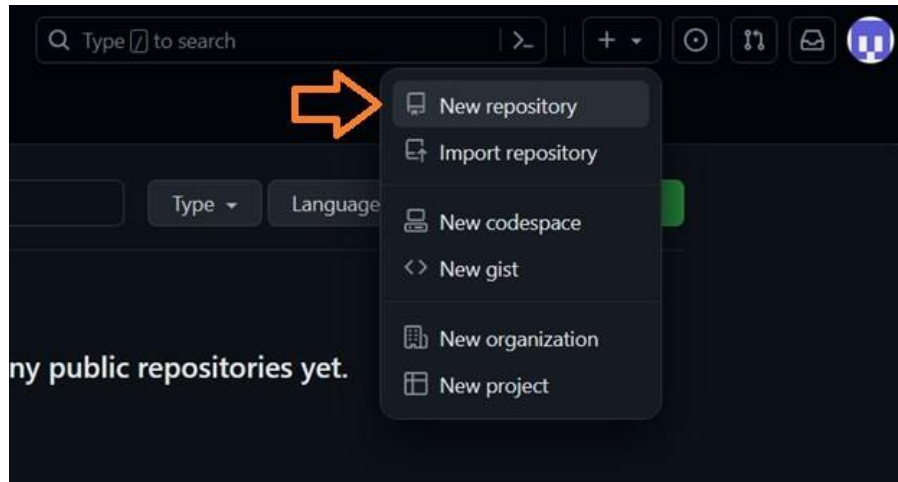 Type / to search
New repository
Import repository
Type
Language
New codespace
New gist
New organization
ny public repositories yet.
New project